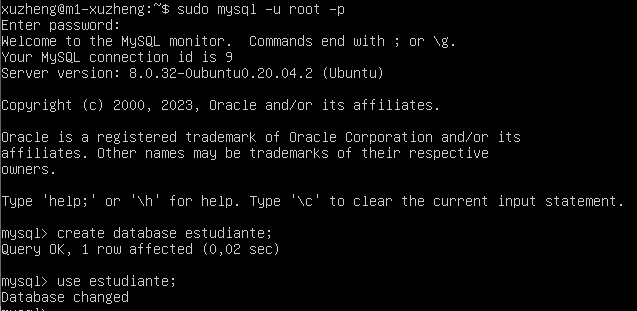 xuzheng@m1-xuzheng:~$ sudo mysql -u root -p
Enter password:
Welcome to the MySQL monitor.  Commands end with ; or \g.
Your MySQL connection id is 9
Server version: 8.0.32-0ubuntu0.20.04.2 (Ubuntu)
Copyright (c) 2000, 2023, Oracle and/or its affiliates.
Oracle is a registered trademark of Oracle Corporation and/or its
affiliates. Other names may be trademarks of their respective
owners.
Type 'help;' or '\h' for help. Type '\c' to clear the current input statement.
mysql> create database estudiante;
Query OK, 1 row affected (0,02 sec)
mysql> use estudiante;
Database changed
mysql>